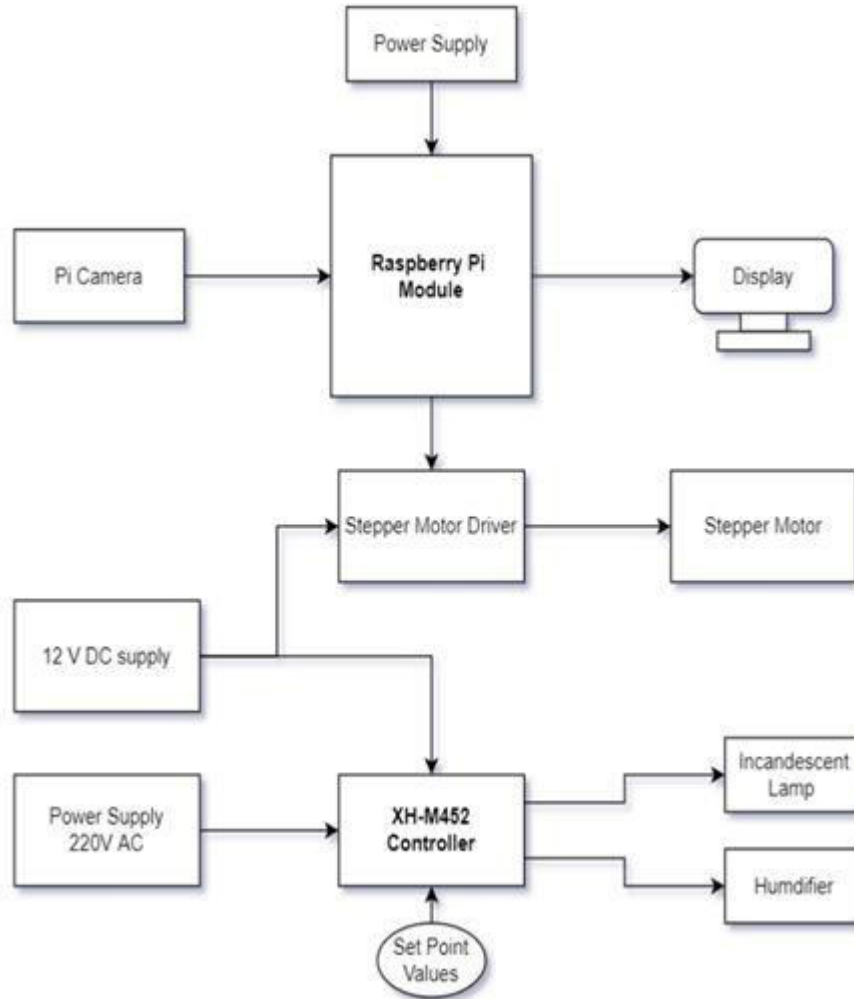 Power Supply
Pi Camera
Raspberry Pi
Module
Display
Stepper Motor Driver
Stepper Motor
12 V DC supply
Power Supply
220V AC
XH-M452
Controller
Incandescent
Lamp
Humdifier
Set Point
Values